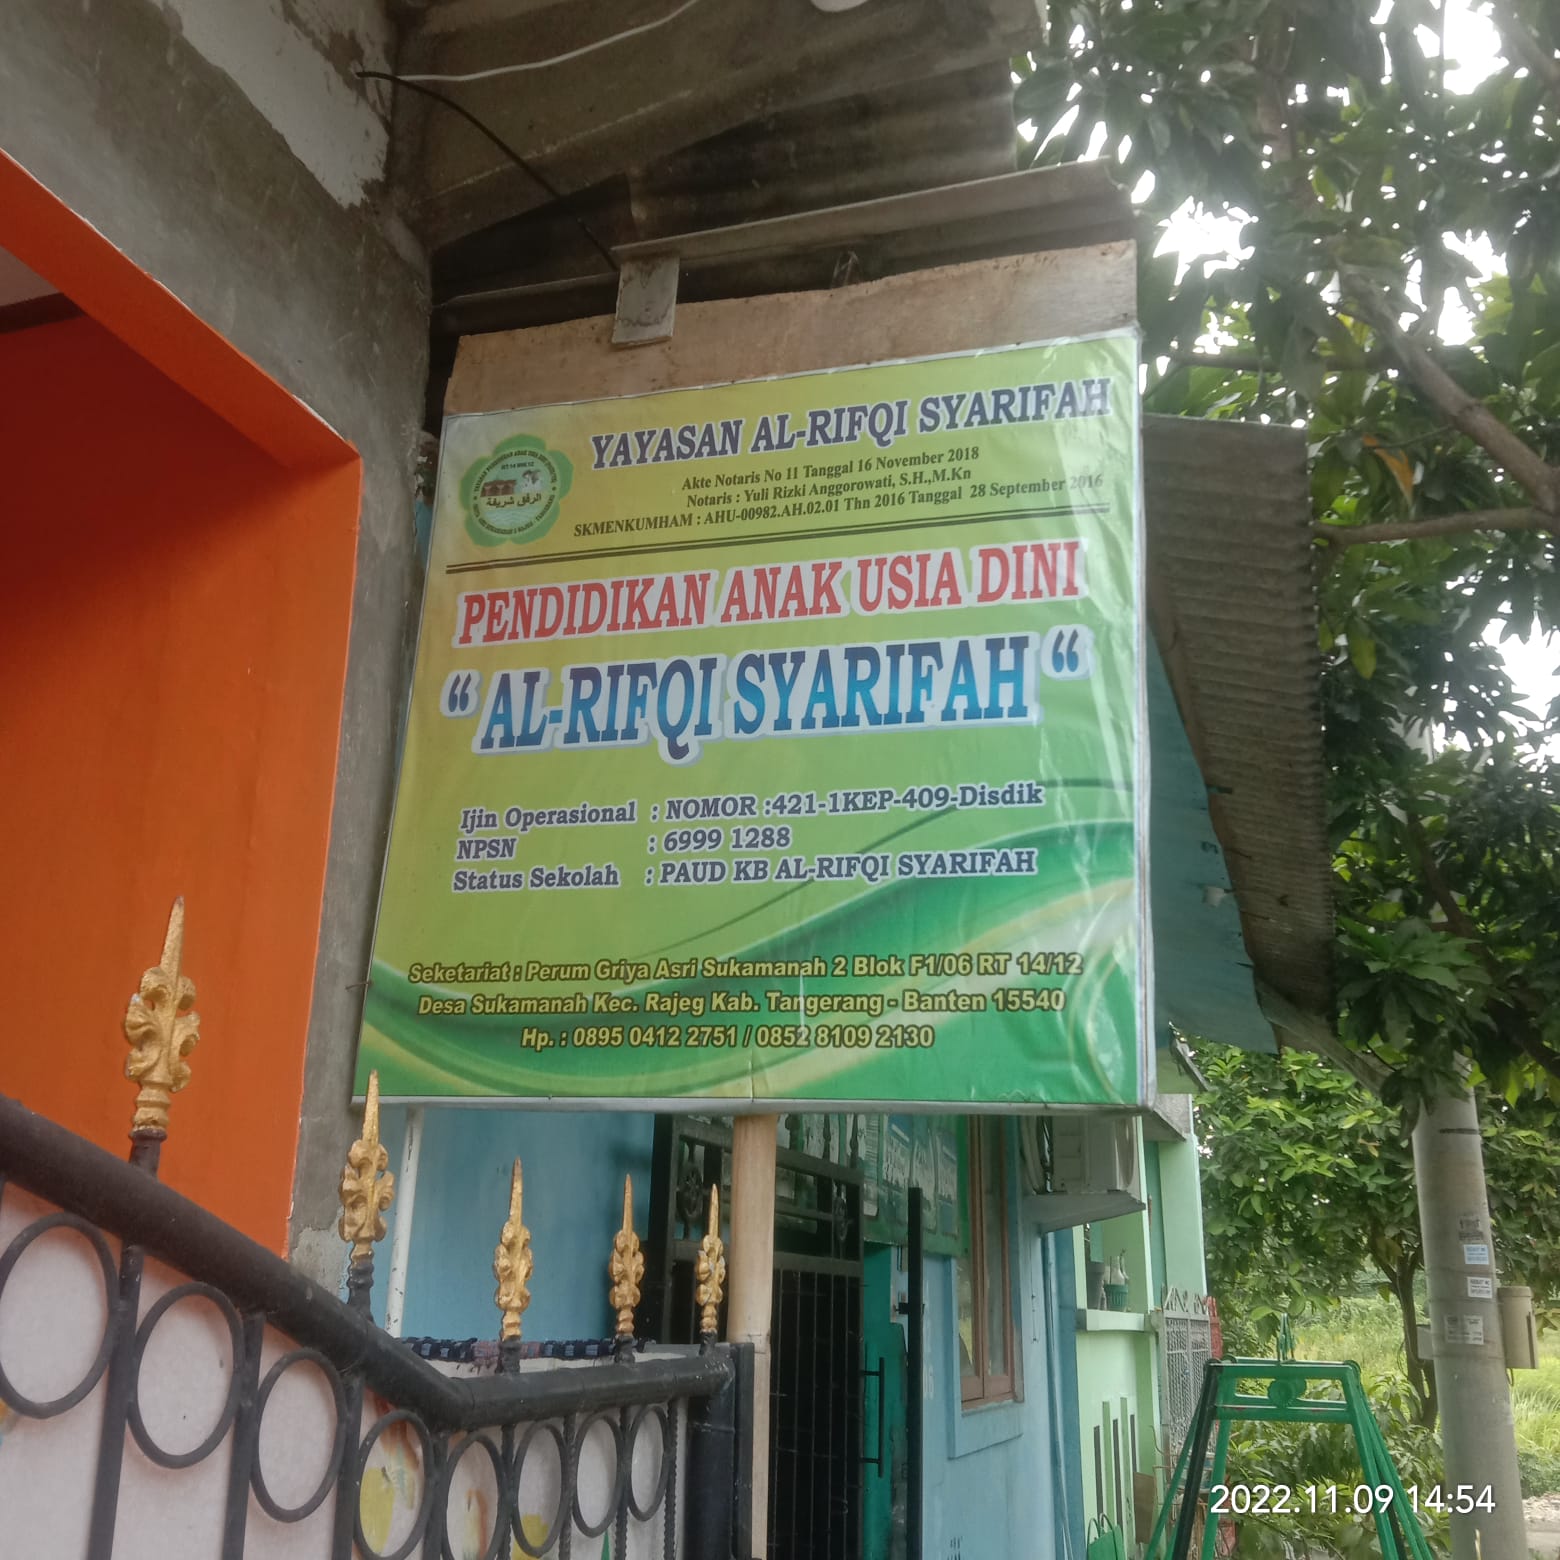 YAYASAN AL-RIFQI SYARIFAH
Akte Notaris No 11 Tanggal 16 November 2018
Notaris : Yuli Rizki Anggorowati, S.H.,M.Kn
SKMENKUMHAM : AHU-00982.AH.02.01 Thn 2016 Tanggal 28 September 2016
الرفق شريفة
PENDIDIKAN ANAK USIA DINI
“ AL-RIFQI SYARIFAH “
Ijin Operasional : NOMOR :421-1KEP-409-Disdik
NPSN : 6999 1288
Status Sekolah : PAUD KB AL-RIFQI SYARIFAH
Seketariat : Perum Griya Asri Sukamanah 2 Blok F1/06 RT 14/12
Desa Sukamanah Kec. Rajeg Kab. Tangerang - Banten 15540
Hp. : 0895 0412 2751 / 0852 8109 2130
2022.11.09 14:54